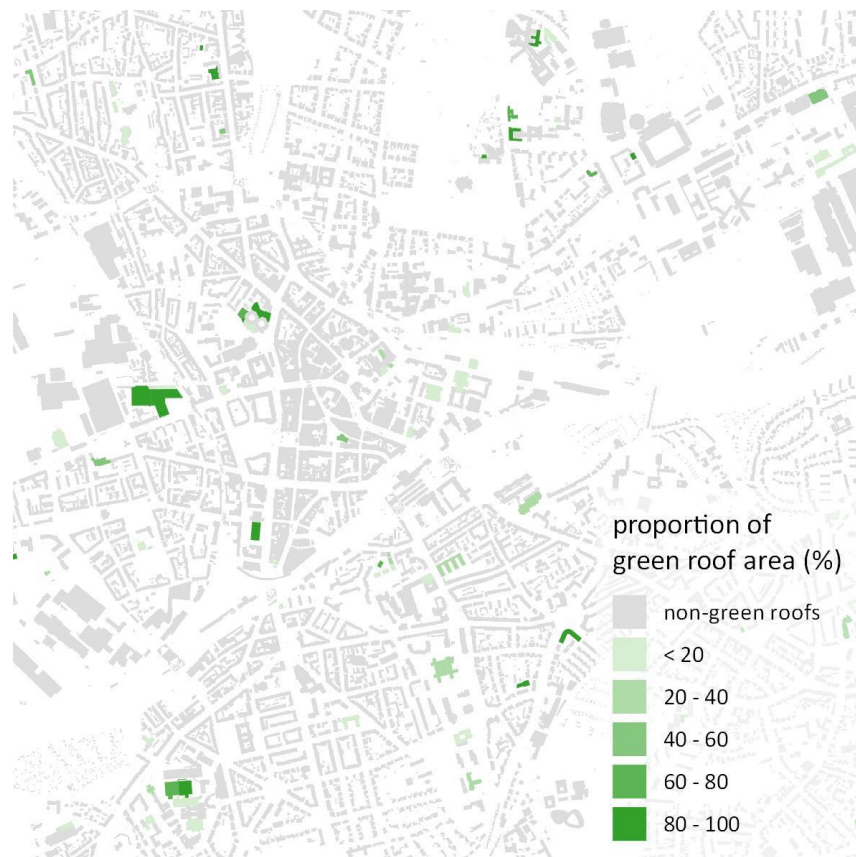 proportion of
green roof area (%)
non-green roofs
< 20
20 - 40
40 - 60
60 - 80
80 - 100